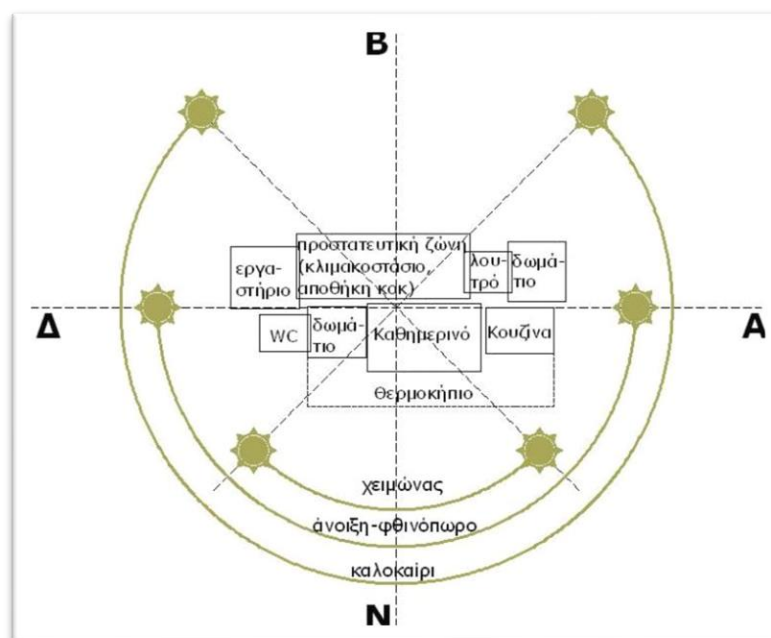 Β
προστατευτική ζώνη
(κλιμακοστάσιο,
αποθήκη κακ)
εργα-
στήριο
λου-
τρό
δωμά-
τιο
Δ
Α
WC
δωμά-
τιο
Καθημερινό
Κουζίνα
θερμοκήπιο
χειμώνας
άνοιξη-φθινόπωρο
καλοκαίρι
Ν